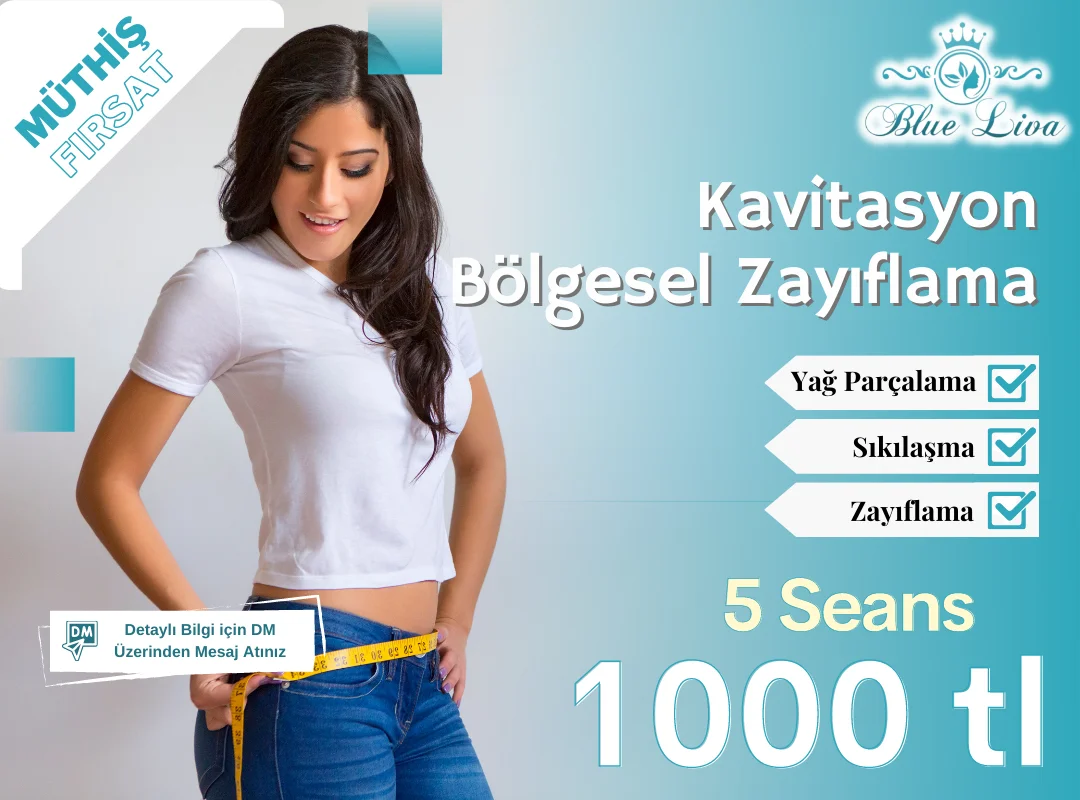 MÜTHİŞ
FIRSAT
Blue Liva
Kavitasyon
Bölgesel Zayıflama
Yağ Parçalama
Sıkılaşma
Zayıflama
5 Seans
1000 tl
DM
Detaylı Bilgi için DM
Üzerinden Mesaj Atınız